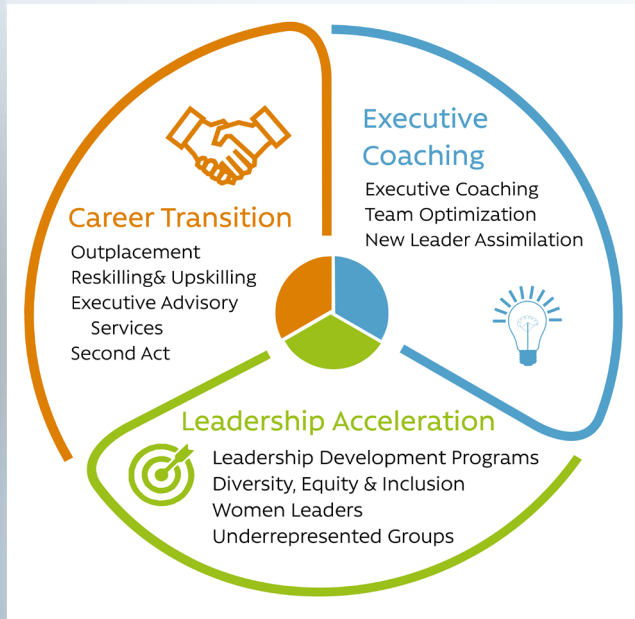 Career Transition
Outplacement
Reskilling& Upskilling
Executive Advisory
Services
Second Act
Executive
Coaching
Executive Coaching
Team Optimization
New Leader Assimilation
Leadership Acceleration
Leadership Development Programs
Diversity, Equity & Inclusion
Women Leaders
Underrepresented Groups